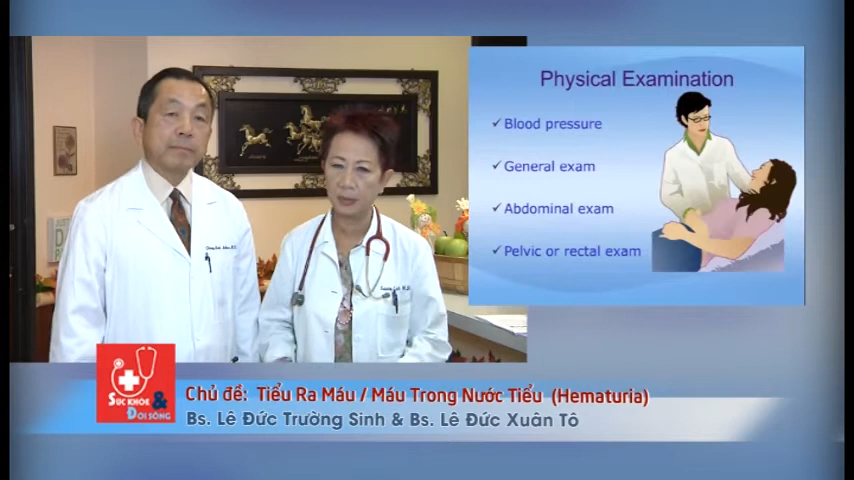 Physical Examination
✓ Blood pressure
✓ General exam
✓ Abdominal exam
✓ Pelvic or rectal exam
SỨC KHOẺ
& ĐỜI SỐNG
Chủ đề: Tiểu Ra Máu / Máu Trong Nước Tiểu (Hematuria)
Bs. Lê Đức Trường Sinh & Bs. Lê Đức Xuân Tô